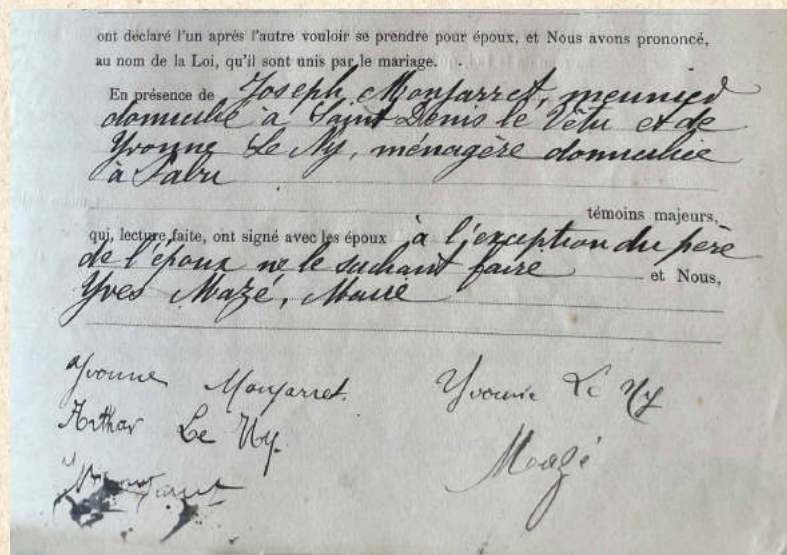 ont déclaré l'un après l'autre vouloir se prendre pour époux, et Nous avons prononcé,
au nom de la Loi, qu'il sont unis par le mariage.
En présence de Joseph Monjarret, meunier
domicilié à Saint Denis le Vêtu et de
Yvonne Le Ny, ménagère domiciliée
à
témoins majeurs,
qui, lecture faite, ont signé avec les époux à l'exception du père
de l'époux ne le sachant faire et Nous,
Yves Mazé, Maire
Yvonne Monjarret. Yvonne Le Ny
Arthur Le Ny.
Mazé